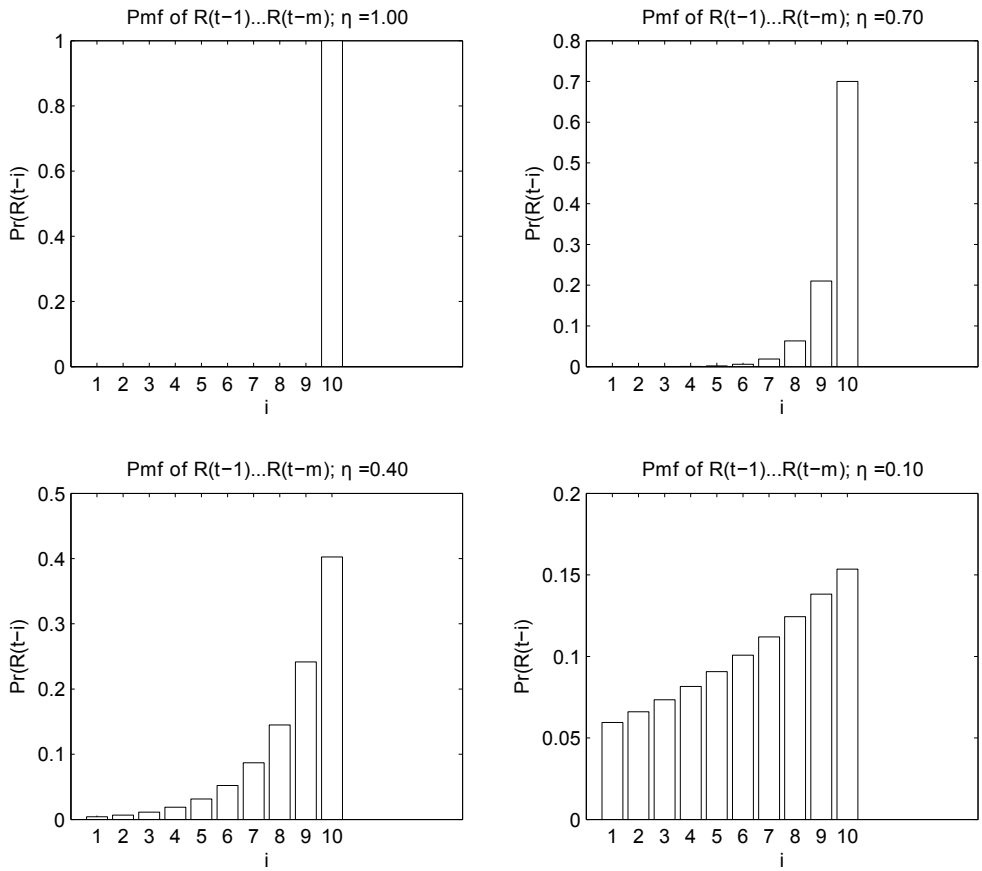 Pmf of R(t−1)...R(t−m); η =1.00
1
0.8
0.6
0.4
0.2
0
Pr(R(t−i)
1 2 3 4 5 6 7 8 9 10
i
Pmf of R(t−1)...R(t−m); η =0.70
0.8
0.7
0.6
0.5
0.4
0.3
0.2
0.1
0
Pr(R(t−i)
1 2 3 4 5 6 7 8 9 10
i
Pmf of R(t−1)...R(t−m); η =0.40
0.5
0.4
0.3
0.2
0.1
0
Pr(R(t−i)
1 2 3 4 5 6 7 8 9 10
i
Pmf of R(t−1)...R(t−m); η =0.10
0.2
0.15
0.1
0.05
0
Pr(R(t−i)
1 2 3 4 5 6 7 8 9 10
i